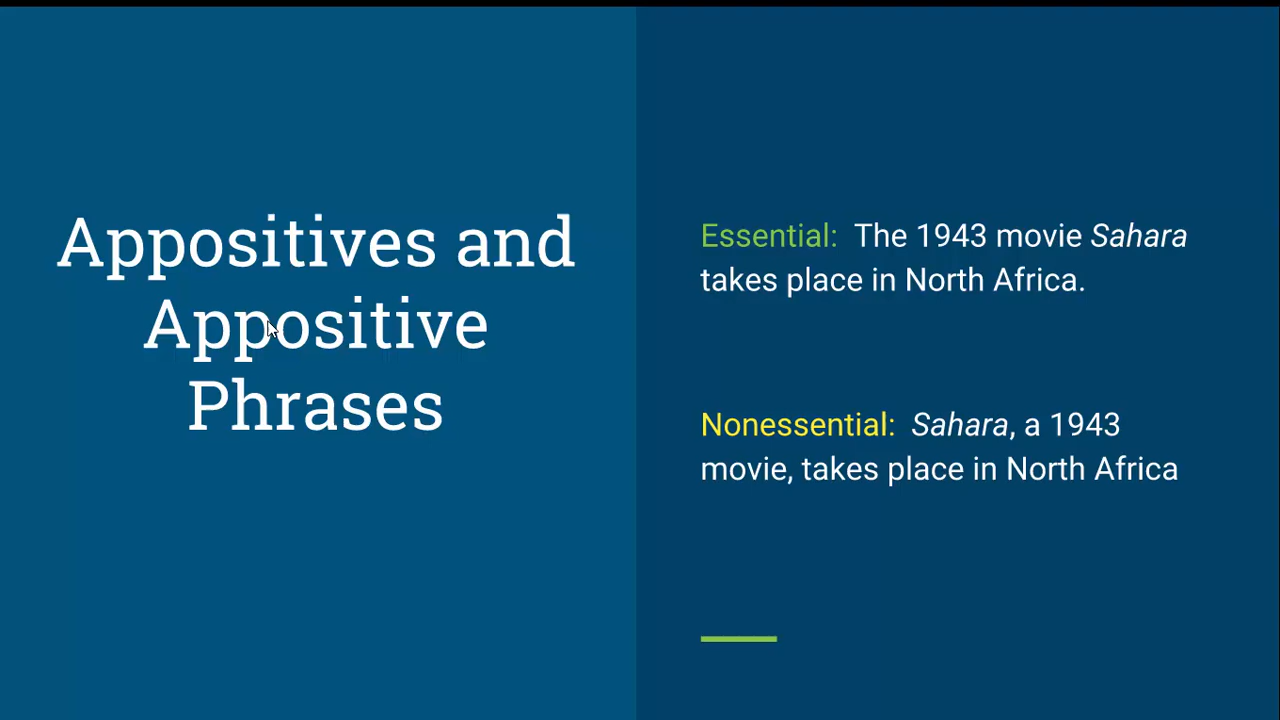 Appositives and
Appositive
Phrases
Essential: The 1943 movie Sahara
takes place in North Africa.
Nonessential: Sahara, a 1943
movie, takes place in North Africa